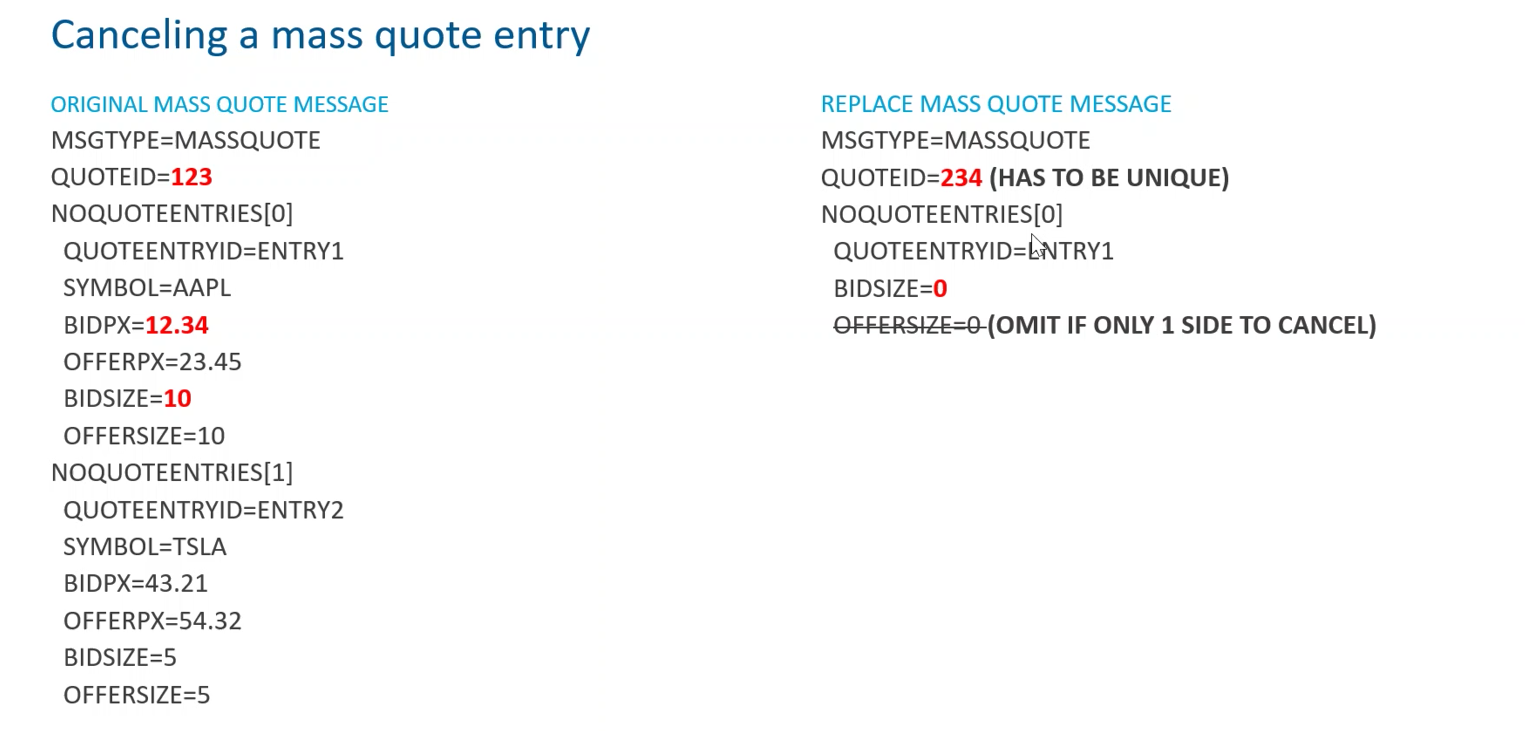 Canceling a mass quote entry
ORIGINAL MASS QUOTE MESSAGE
MSGTYPE=MASSQUOTE
QUOTEID=123
NOQUOTEENTRIES[0]
QUOTEENTRYID=ENTRY1
SYMBOL=AAPL
BIDPX=12.34
OFFERPX=23.45
BIDSIZE=10
OFFERSIZE=10
NOQUOTEENTRIES[1]
QUOTEENTRYID=ENTRY2
SYMBOL=TSLA
BIDPX=43.21
OFFERPX=54.32
BIDSIZE=5
OFFERSIZE=5
REPLACE MASS QUOTE MESSAGE
MSGTYPE=MASSQUOTE
QUOTEID=234 (HAS TO BE UNIQUE)
NOQUOTEENTRIES[0]
QUOTEENTRYID=ENTRY1
BIDSIZE=0
OFFERSIZE=0 (OMIT IF ONLY 1 SIDE TO CANCEL)